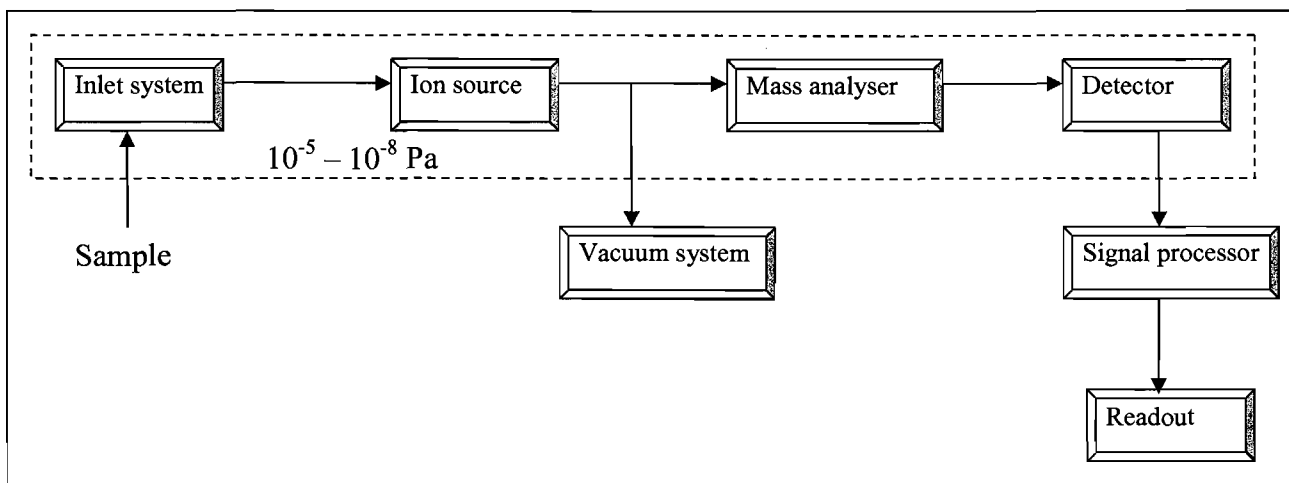 Inlet system
Ion source
Mass analyser
Detector
10⁻⁵ – 10⁻⁸ Pa
Sample
Vacuum system
Signal processor
Readout